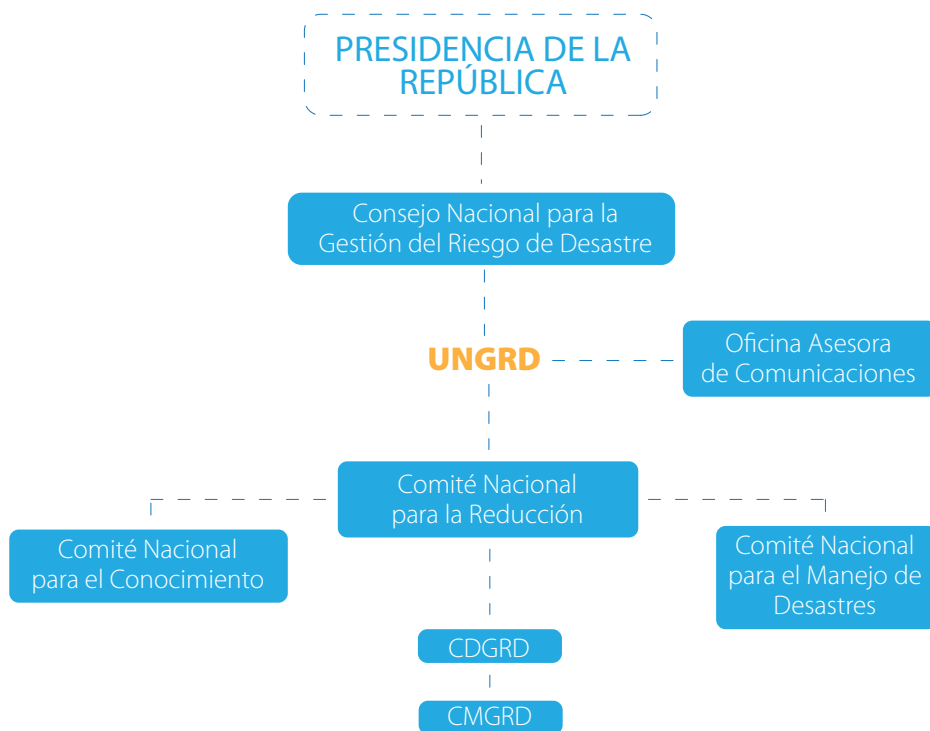 PRESIDENCIA DE LA
REPÚBLICA
Consejo Nacional para la
Gestión del Riesgo de Desastre
UNGRD
Oficina Asesora
de Comunicaciones
Comité Nacional
para la Reducción
Comité Nacional
para el Conocimiento
Comité Nacional
para el Manejo de
Desastres
CDGRD
CMGRD